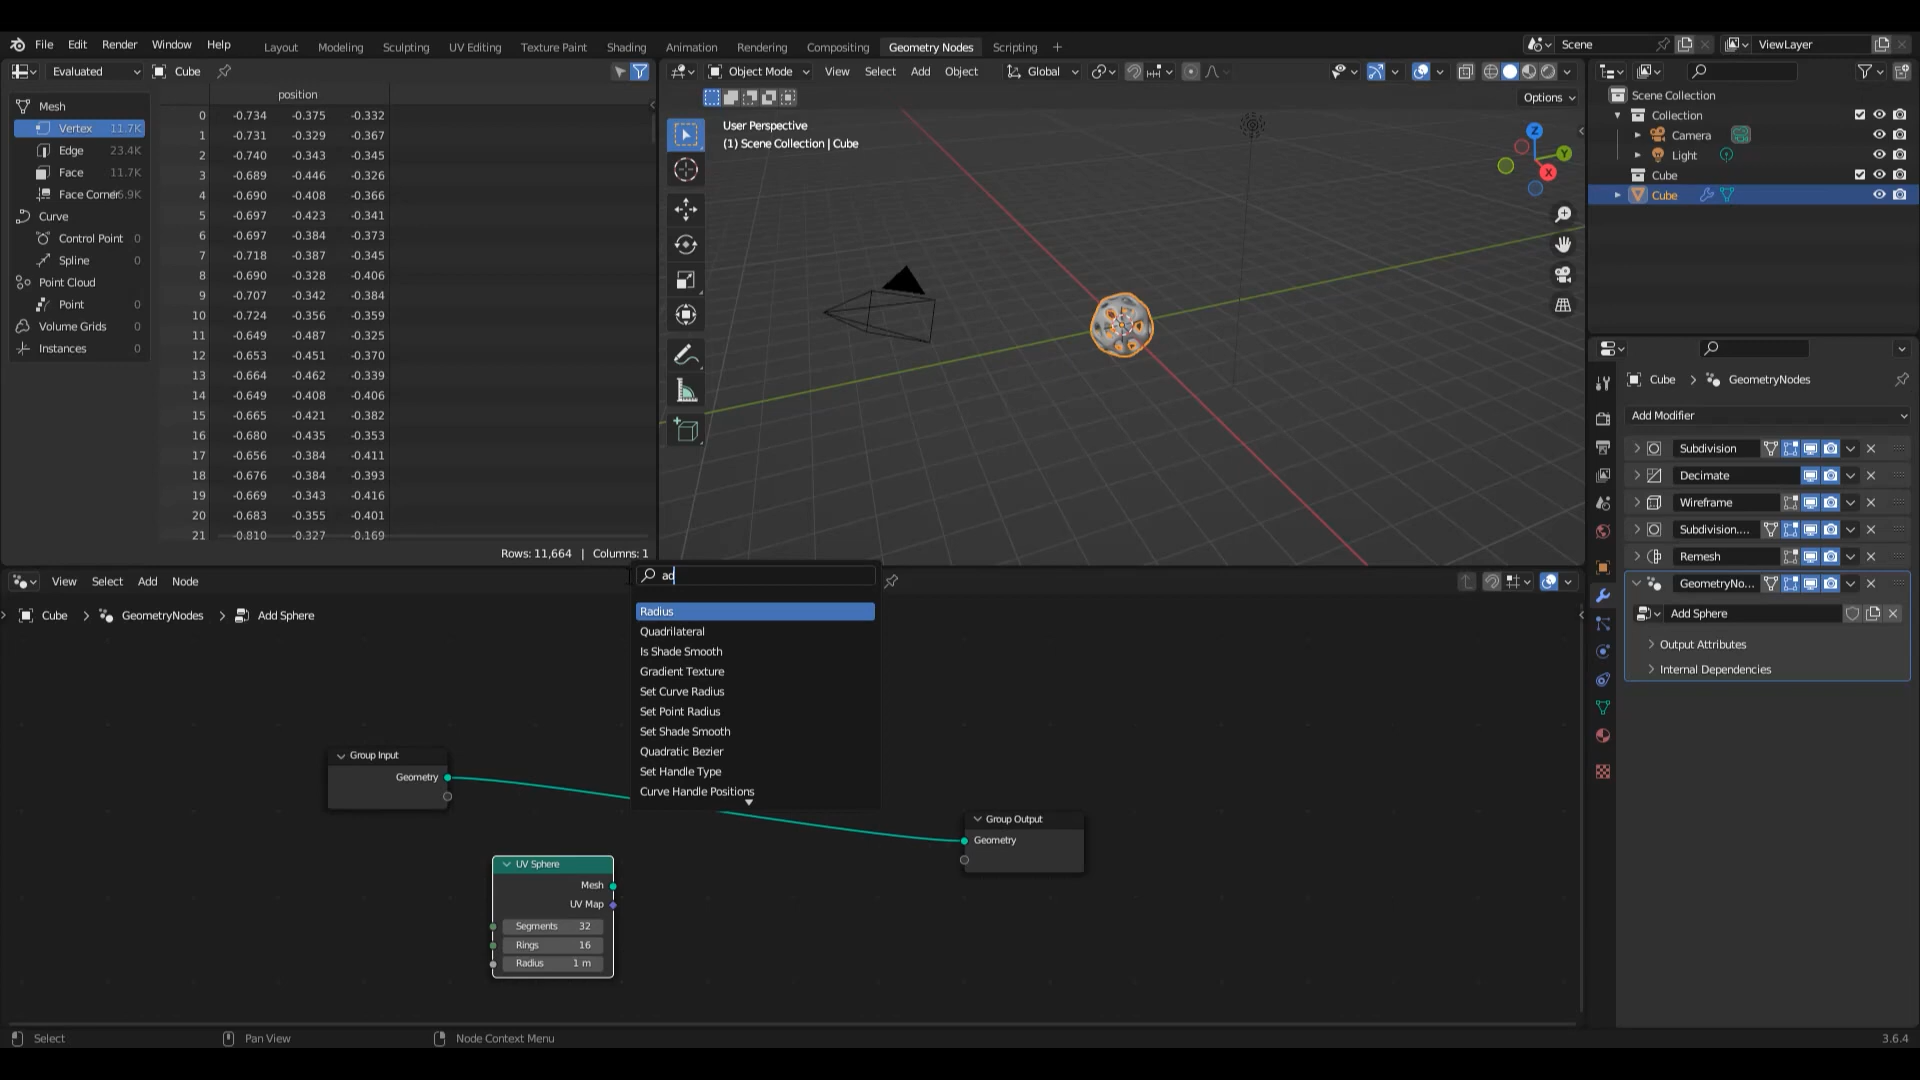 File Edit Render Window Help Layout Modeling Sculpting UV Editing Texture Paint Shading Animation Rendering Compositing Geometry Nodes Scripting Scene ViewLayer
Evaluated Cube
Object Mode View Select Add Object Global
Options
User Perspective
(1) Scene Collection | Cube
Z
Y
X
position
0 -0.734 -0.375 -0.332
1 -0.731 -0.329 -0.367
2 -0.740 -0.343 -0.345
3 -0.689 -0.446 -0.326
4 -0.690 -0.408 -0.366
5 -0.697 -0.423 -0.341
6 -0.697 -0.384 -0.373
7 -0.718 -0.387 -0.345
8 -0.690 -0.328 -0.406
9 -0.707 -0.342 -0.384
10 -0.724 -0.356 -0.359
11 -0.649 -0.487 -0.325
12 -0.653 -0.451 -0.370
13 -0.664 -0.462 -0.339
14 -0.649 -0.408 -0.406
15 -0.665 -0.421 -0.382
16 -0.680 -0.435 -0.353
17 -0.656 -0.384 -0.411
18 -0.676 -0.384 -0.393
19 -0.669 -0.343 -0.416
20 -0.683 -0.355 -0.401
21 -0.810 -0.327 -0.169
Rows: 11,664 | Columns: 1
Mesh
Vertex 11.7K
Edge 23.4K
Face 11.7K
Face Corner 6.9K
Curve
Control Point 0
Spline 0
Point Cloud
Point 0
Volume Grids 0
Instances 0
Scene Collection
Collection
Camera
Light
Cube
Cube
Cube GeometryNodes
Add Modifier
Subdivision
Decimate
Wireframe
Subdivision....
Remesh
GeometryNo...
Add Sphere
Output Attributes
Internal Dependencies
View Select Add Node
Cube GeometryNodes Add Sphere
ad
Radius
Quadrilateral
Is Shade Smooth
Gradient Texture
Set Curve Radius
Set Point Radius
Set Shade Smooth
Quadratic Bezier
Set Handle Type
Curve Handle Positions
Group Input
Geometry
Group Output
Geometry
UV Sphere
Mesh
UV Map
Segments 32
Rings 16
Radius 1 m
Select Pan View Node Context Menu 3.6.4